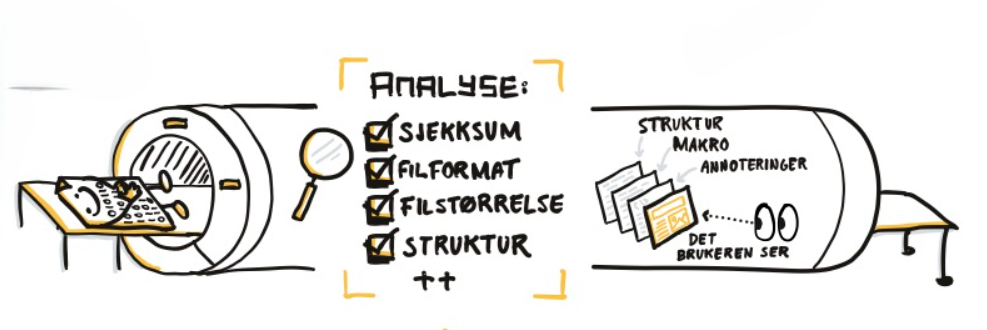 ANALYSE:
SJEKKSUM
FILFORMAT
FILSTØRRELSE
STRUKTUR
++
STRUKTUR
MAKRO
ANNOTERINGER
DET
BRUKEREN SER